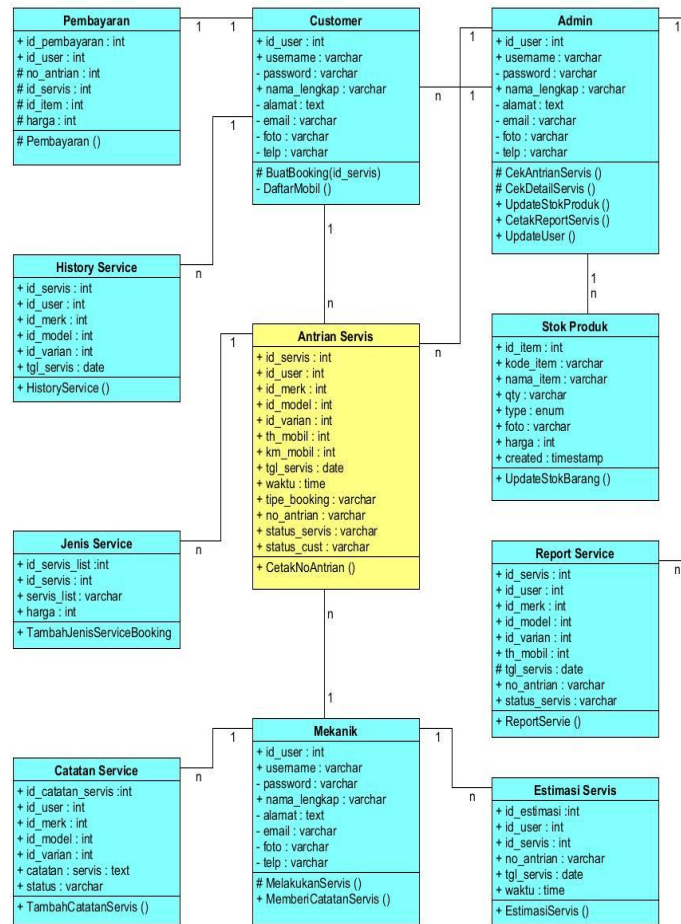 Pembayaran
+ id_pembayaran : int
+ id_user : int
# no_antrian : int
# id_servis : int
# id_item : int
# harga : int
# Pembayaran ()
1
1
Customer
+ id_user : int
+ username : varchar
- password : varchar
+ nama_lengkap : varchar
- alamat : text
- email : varchar
- foto : varchar
- telp : varchar
# BuatBooking(id_servis)
- DaftarMobil ()
1
n
1
1
Admin
+ id_user : int
+ username : varchar
- password : varchar
+ nama_lengkap : varchar
- alamat : text
- email : varchar
- foto : varchar
- telp : varchar
# CekAntrianServis ()
# CekDetailServis ()
+ UpdateStokProduk ()
+ CetakReportServis ()
+ UpdateUser ()
1
n
History Service
+ id_servis : int
+ id_user : int
+ id_merk : int
+ id_model : int
+ id_varian : int
+ tgl_servis : date
+ HistoryService ()
1
n
1
n
Antrian Servis
+ id_servis : int
+ id_user : int
+ id_merk : int
+ id_model : int
+ id_varian : int
+ th_mobil : int
+ km_mobil : int
+ tgl_servis : date
+ waktu : time
+ tipe_booking : varchar
+ no_antrian : varchar
+ status_servis : varchar
+ status_cust : varchar
+ CetakNoAntrian ()
n
1
n
Stok Produk
+ id_item : int
+ kode_item : varchar
+ nama_item : varchar
+ qty : varchar
+ type : enum
+ foto : varchar
+ harga : int
+ created : timestamp
+ UpdateStokBarang ()
n
Jenis Service
+ id_servis_list :int
+ id_servis : int
+ servis_list : varchar
+ harga : int
+ TambahJenisServiceBooking
Report Service
+ id_servis : int
+ id_user : int
+ id_merk : int
+ id_model : int
+ id_varian : int
+ th_mobil : int
# tgl_servis : date
+ no_antrian : varchar
+ status_servis : varchar
+ ReportServie ()
n
n
1
Catatan Service
+ id_catatan_servis :int
+ id_user : int
+ id_merk : int
+ id_model : int
+ id_varian : int
+ catatan : servis : text
+ status : varchar
+ TambahCatatanServis ()
n
1
Mekanik
+ id_user : int
+ username : varchar
- password : varchar
+ nama_lengkap : varchar
- alamat : text
- email : varchar
- foto : varchar
- telp : varchar
# MelakukanServis ()
+ MemberiCatatanServis ()
1
n
Estimasi Servis
+ id_estimasi :int
+ id_user : int
+ id_servis : int
+ no_antrian : varchar
+ tgl_servis : date
+ waktu : time
+ EstimasiServis ()